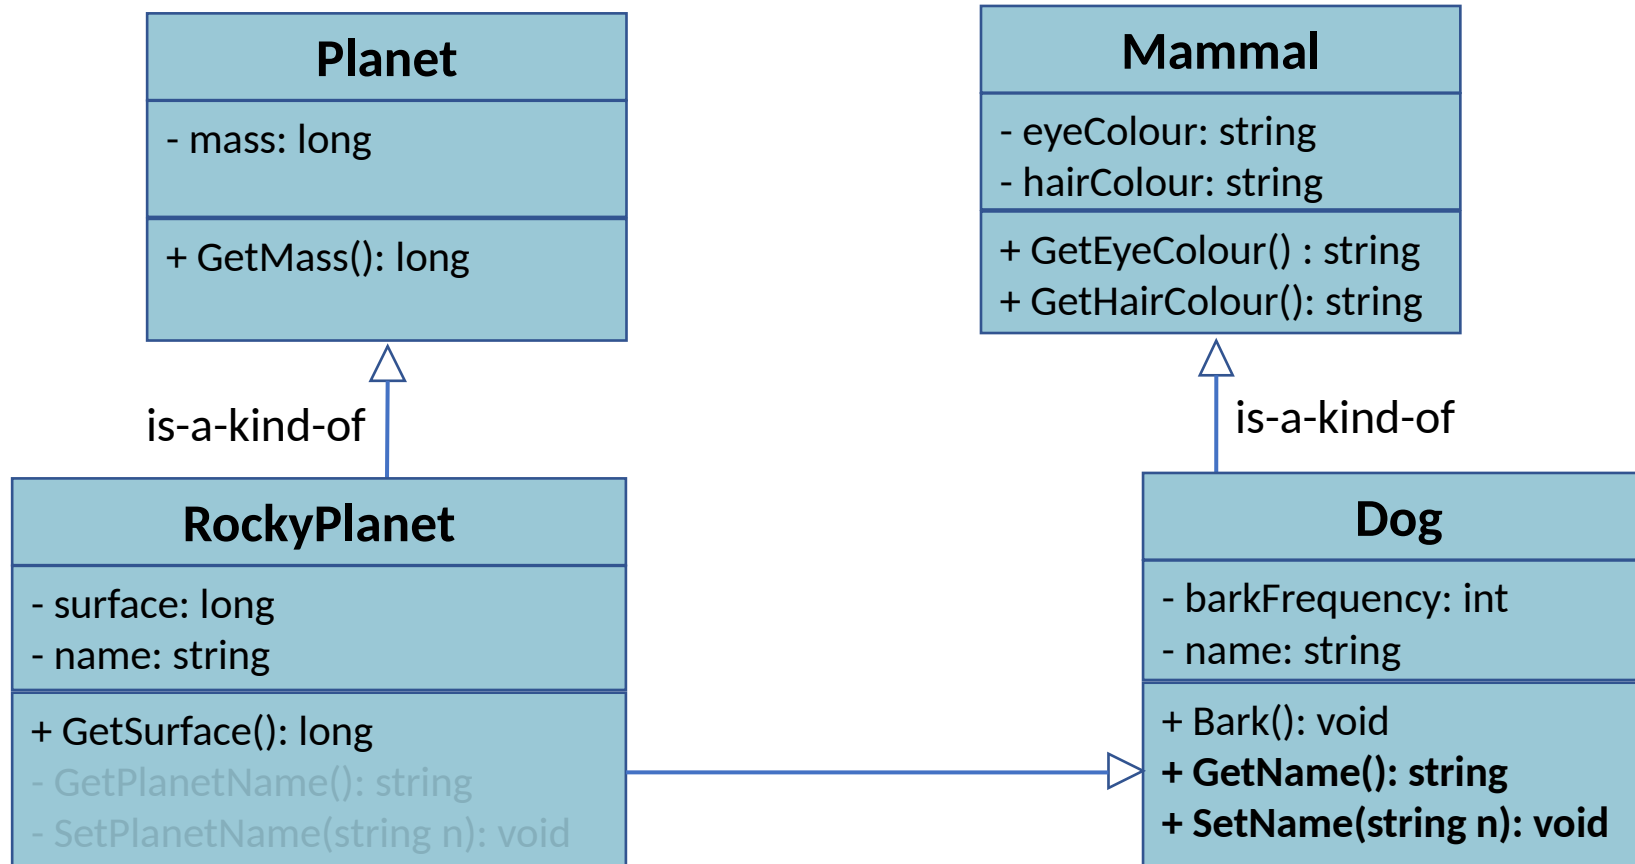 Planet
- mass: long
+ GetMass(): long
Mammal
- eyeColour: string
- hairColour: string
+ GetEyeColour() : string
+ GetHairColour(): string
is-a-kind-of
is-a-kind-of
RockyPlanet
- surface: long
- name: string
+ GetSurface(): long
- GetPlanetName(): string
- SetPlanetName(string n): void
Dog
- barkFrequency: int
- name: string
+ Bark(): void
+ GetName(): string
+ SetName(string n): void